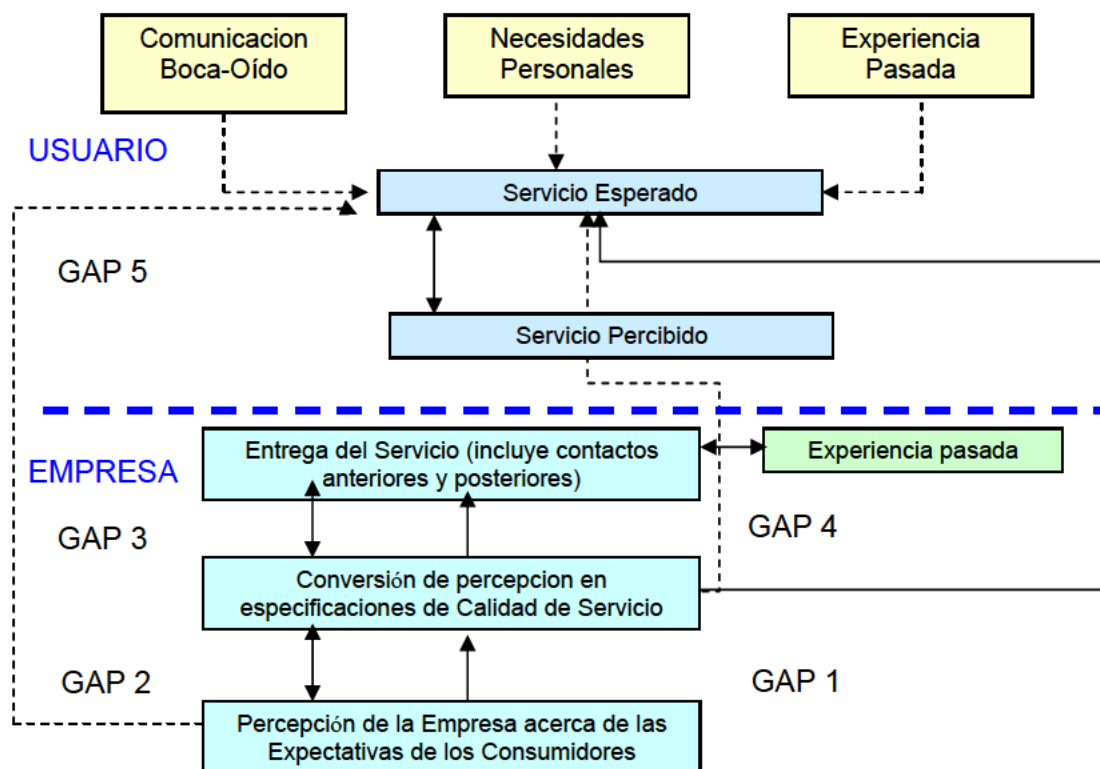 Comunicacion
Boca-Oído
Necesidades
Personales
Experiencia
Pasada
USUARIO
Servicio Esperado
GAP 5
Servicio Percibido
Entrega del Servicio (incluye contactos
anteriores y posteriores)
Experiencia pasada
EMPRESA
GAP 3
GAP 4
Conversión de percepcion en
especificaciones de Calidad de Servicio
GAP 2
GAP 1
Percepción de la Empresa acerca de las
Expectativas de los Consumidores